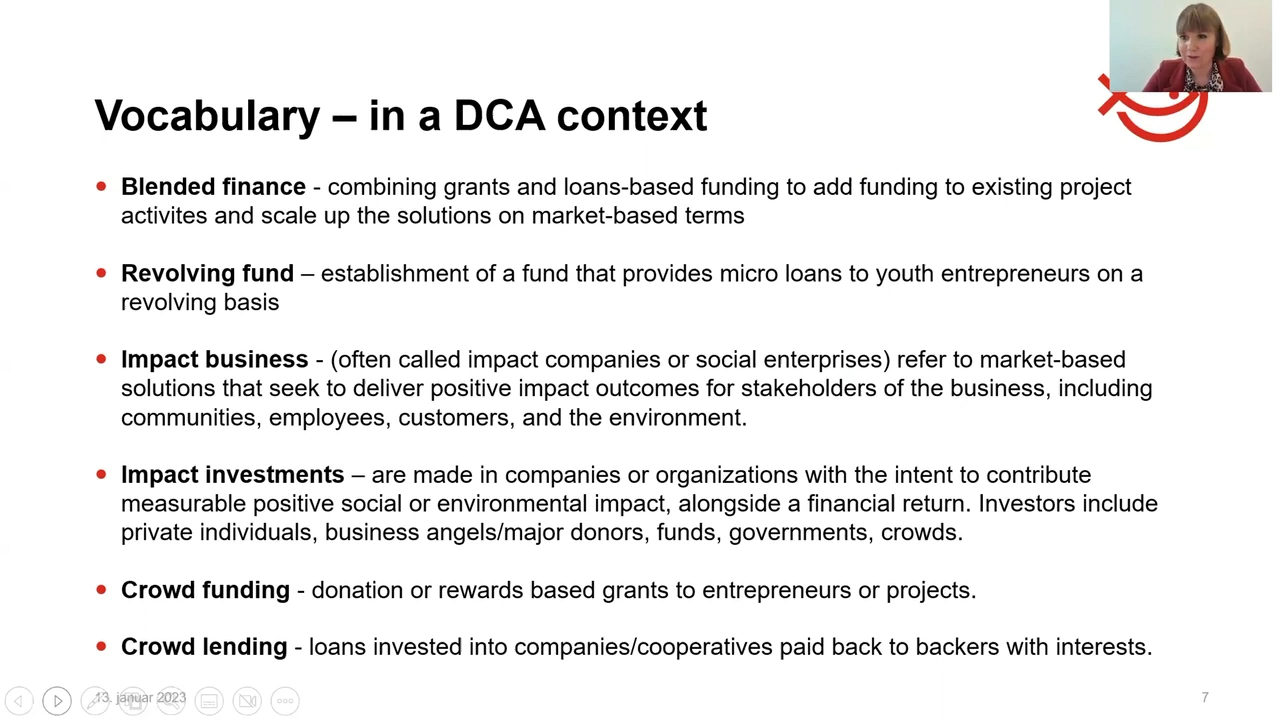 Vocabulary – in a DCA context
• Blended finance - combining grants and loans-based funding to add funding to existing project
activites and scale up the solutions on market-based terms
• Revolving fund – establishment of a fund that provides micro loans to youth entrepreneurs on a
revolving basis
• Impact business - (often called impact companies or social enterprises) refer to market-based
solutions that seek to deliver positive impact outcomes for stakeholders of the business, including
communities, employees, customers, and the environment.
• Impact investments – are made in companies or organizations with the intent to contribute
measurable positive social or environmental impact, alongside a financial return. Investors include
private individuals, business angels/major donors, funds, governments, crowds.
• Crowd funding - donation or rewards based grants to entrepreneurs or projects.
• Crowd lending - loans invested into companies/cooperatives paid back to backers with interests.
13. januar 2023
7